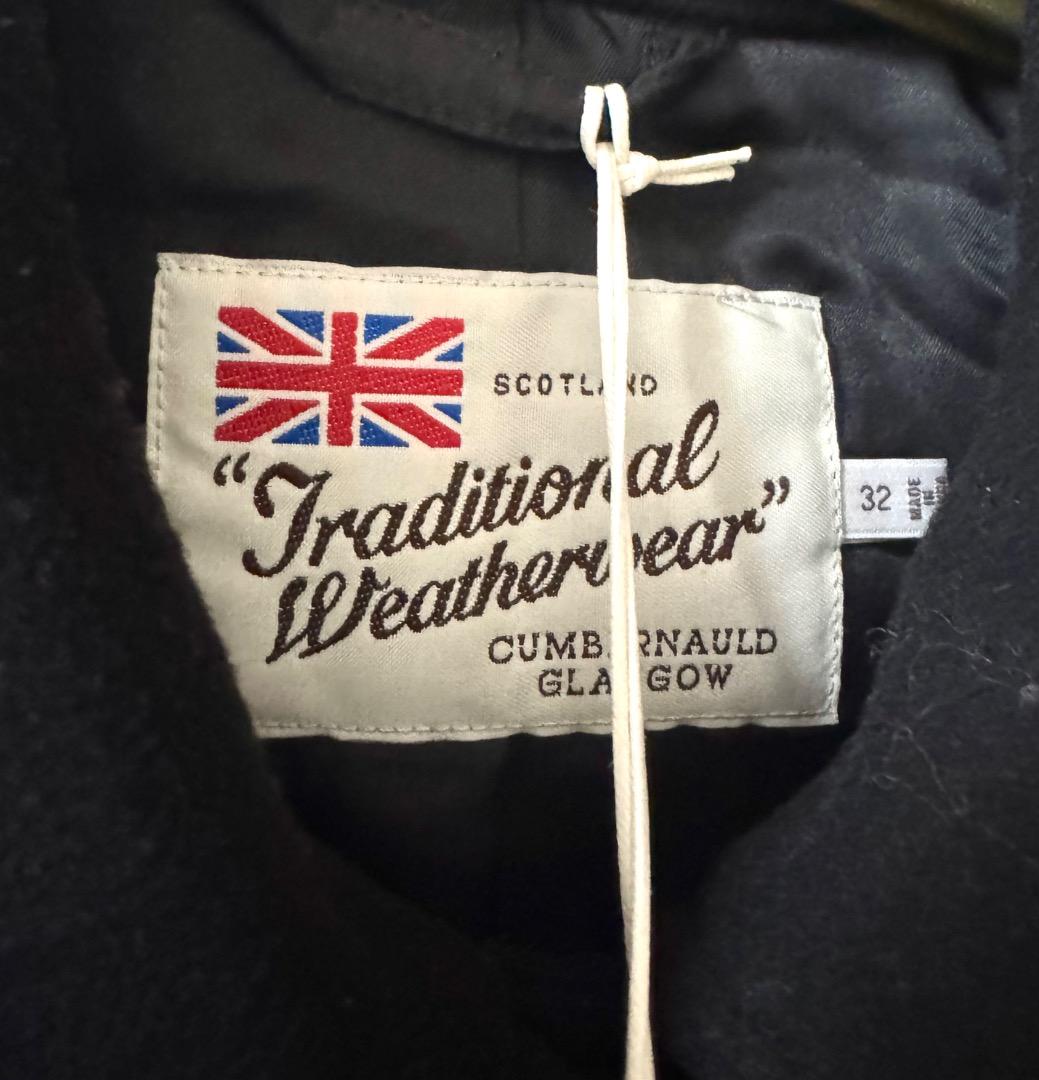 SCOTLAND
“Traditional
Weatherwear”
CUMBERNAULD
GLASGOW
32
MADE
IN